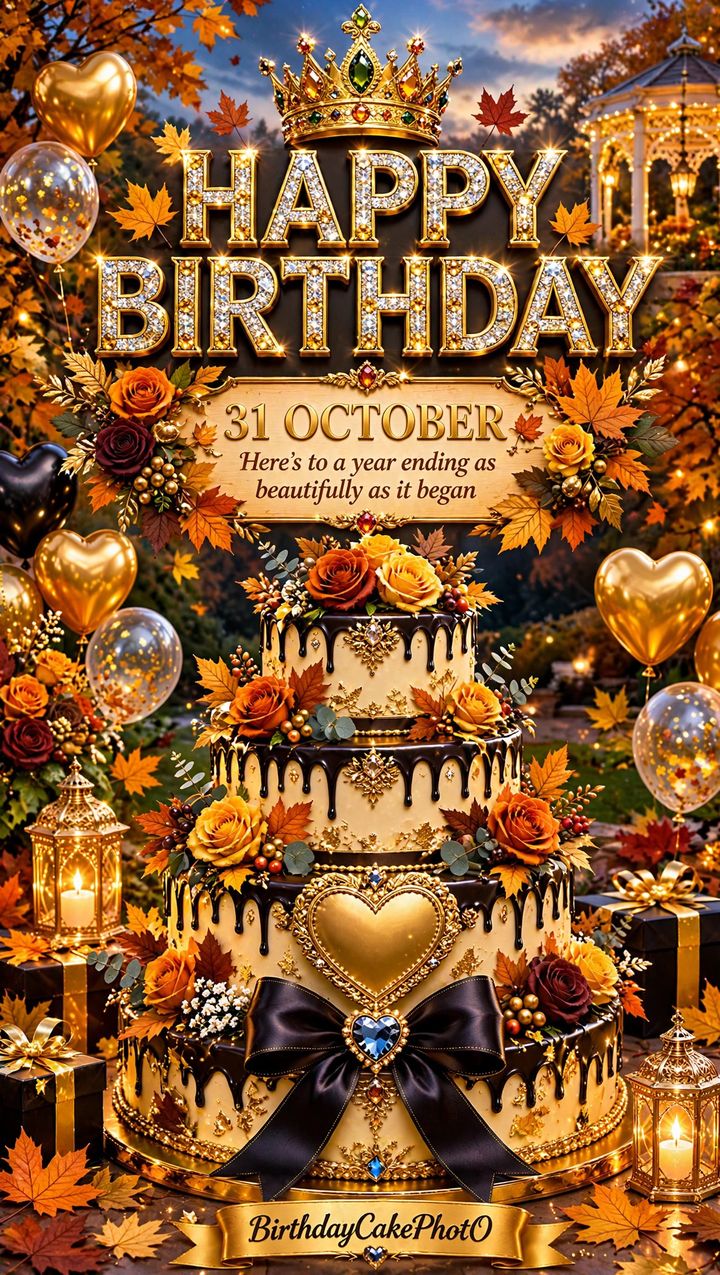 HAPPY
BIRTHDAY
31 OCTOBER
Here's to a year ending as
beautifully as it began
BirthdayCakePhotO